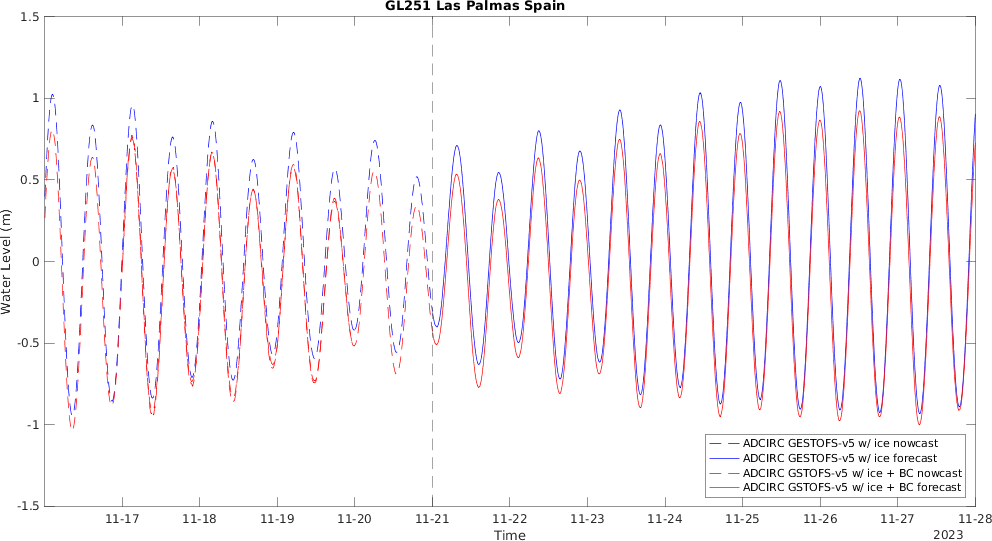 GL251 Las Palmas Spain
1.5
1
0.5
0
-0.5
-1
-1.5
Water Level (m)
ADCIRC GESTOFS-v5 w/ ice nowcast
ADCIRC GESTOFS-v5 w/ ice forecast
ADCIRC GSTOFS-v5 w/ ice + BC nowcast
ADCIRC GSTOFS-v5 w/ ice + BC forecast
11-17 11-18 11-19 11-20 11-21 11-22 11-23 11-24 11-25 11-26 11-27 11-28
Time
2023